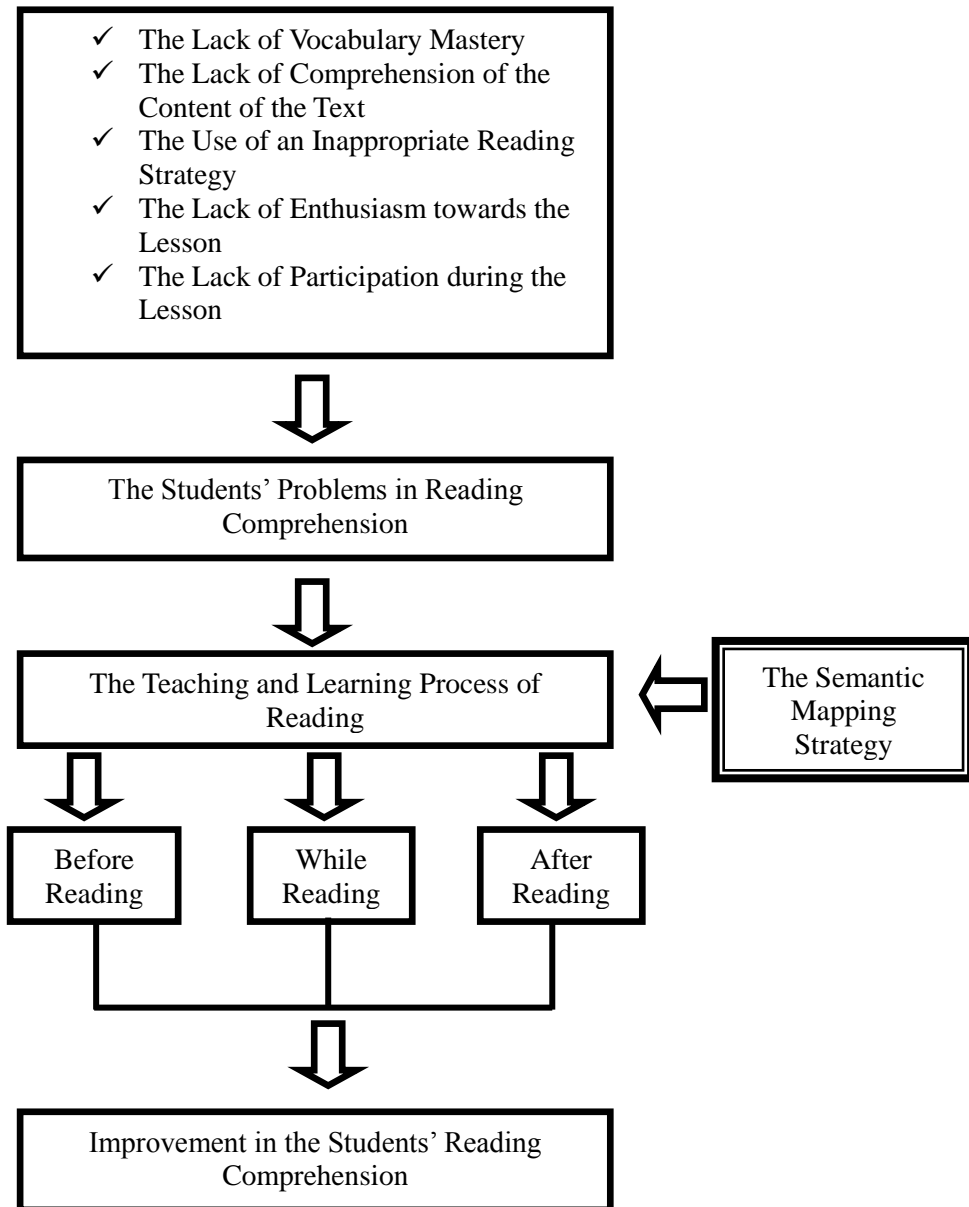 ✓ The Lack of Vocabulary Mastery
✓ The Lack of Comprehension of the
Content of the Text
✓ The Use of an Inappropriate Reading
Strategy
✓ The Lack of Enthusiasm towards the
Lesson
✓ The Lack of Participation during the
Lesson
The Students’ Problems in Reading
Comprehension
The Teaching and Learning Process of
Reading
The Semantic
Mapping
Strategy
Before
Reading
While
Reading
After
Reading
Improvement in the Students’ Reading
Comprehension